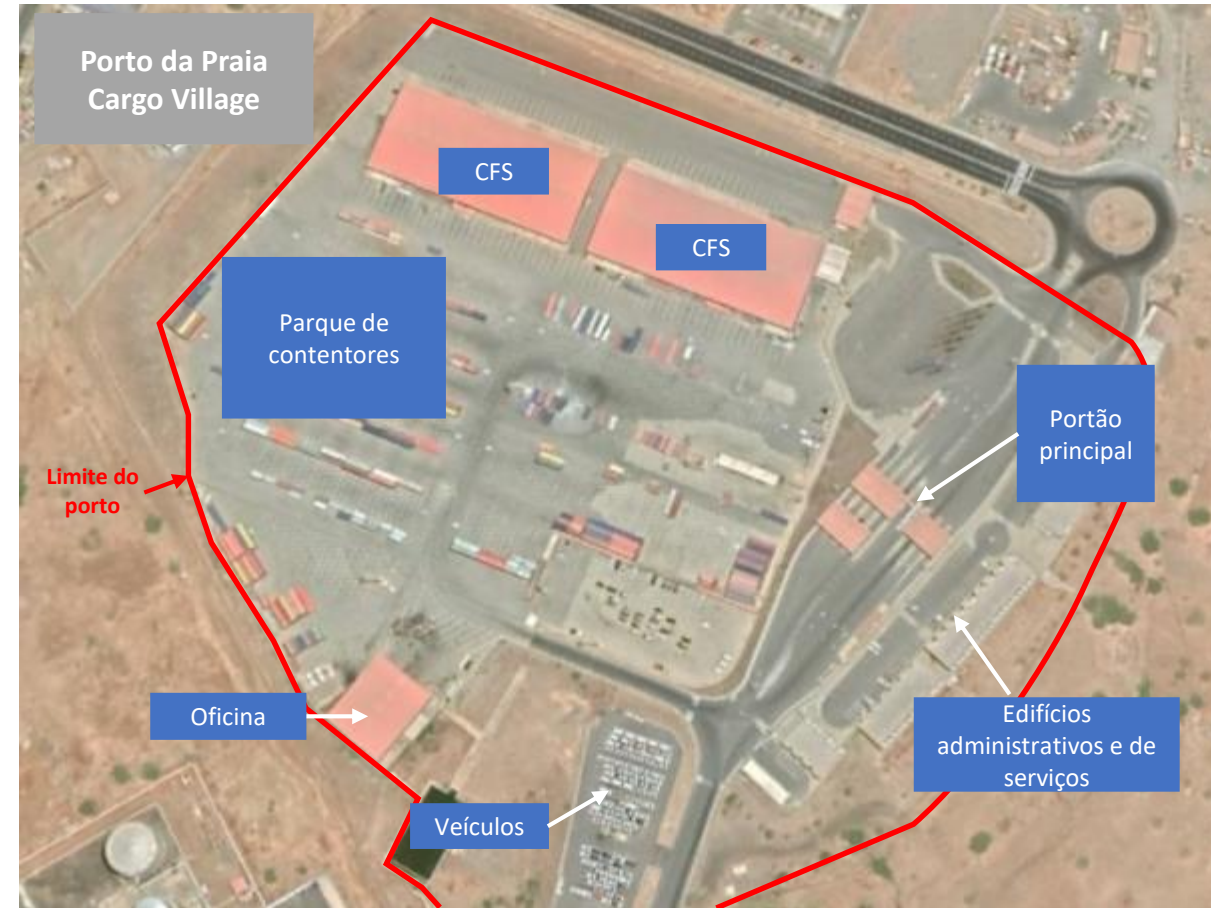 Porto da Praia
Cargo Village
CFS
CFS
Parque de
contentores
Portão
principal
Limite do
porto
Oficina
Edifícios
administrativos e de
serviços
Veículos